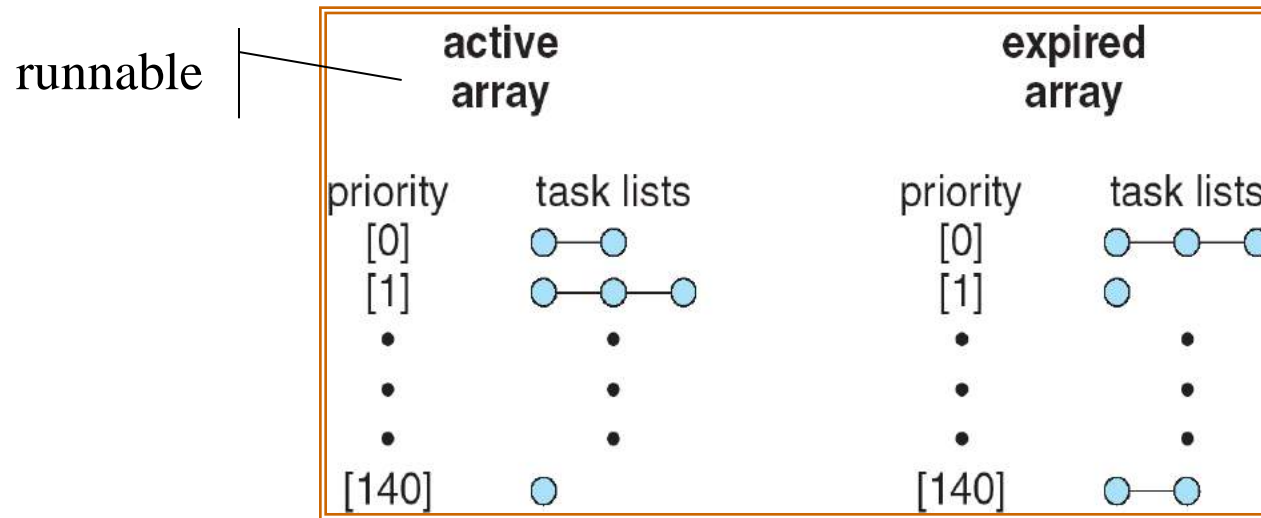 runnable
active
array
expired
array
priority task lists
[0]
[1]
[140]
priority task lists
[0]
[1]
[140]